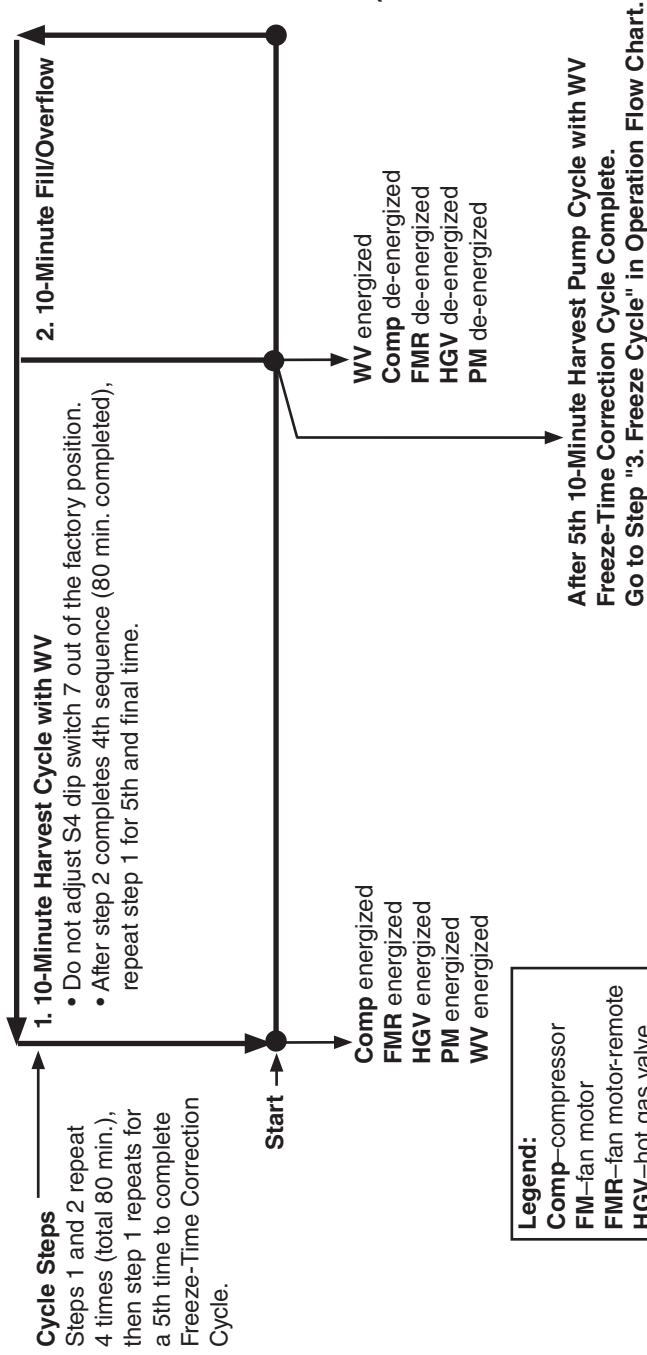 Cycle Steps
Steps 1 and 2 repeat
4 times (total 80 min.),
then step 1 repeats for
a 5th time to complete
Freeze-Time Correction
Cycle.
1. 10-Minute Harvest Cycle with WV
• Do not adjust S4 dip switch 7 out of the factory position.
• After step 2 completes 4th sequence (80 min. completed),
repeat step 1 for 5th and final time.
2. 10-Minute Fill/Overflow
Start
Comp energized
FMR energized
HGV energized
PM energized
WV energized
WV energized
Comp de-energized
FMR de-energized
HGV de-energized
PM de-energized
After 5th 10-Minute Harvest Pump Cycle with WV
Freeze-Time Correction Cycle Complete.
Go to Step "3. Freeze Cycle" in Operation Flow Chart.
Legend:
Comp–compressor
FM–fan motor
FMR–fan motor-remote
HGV–hot gas valve